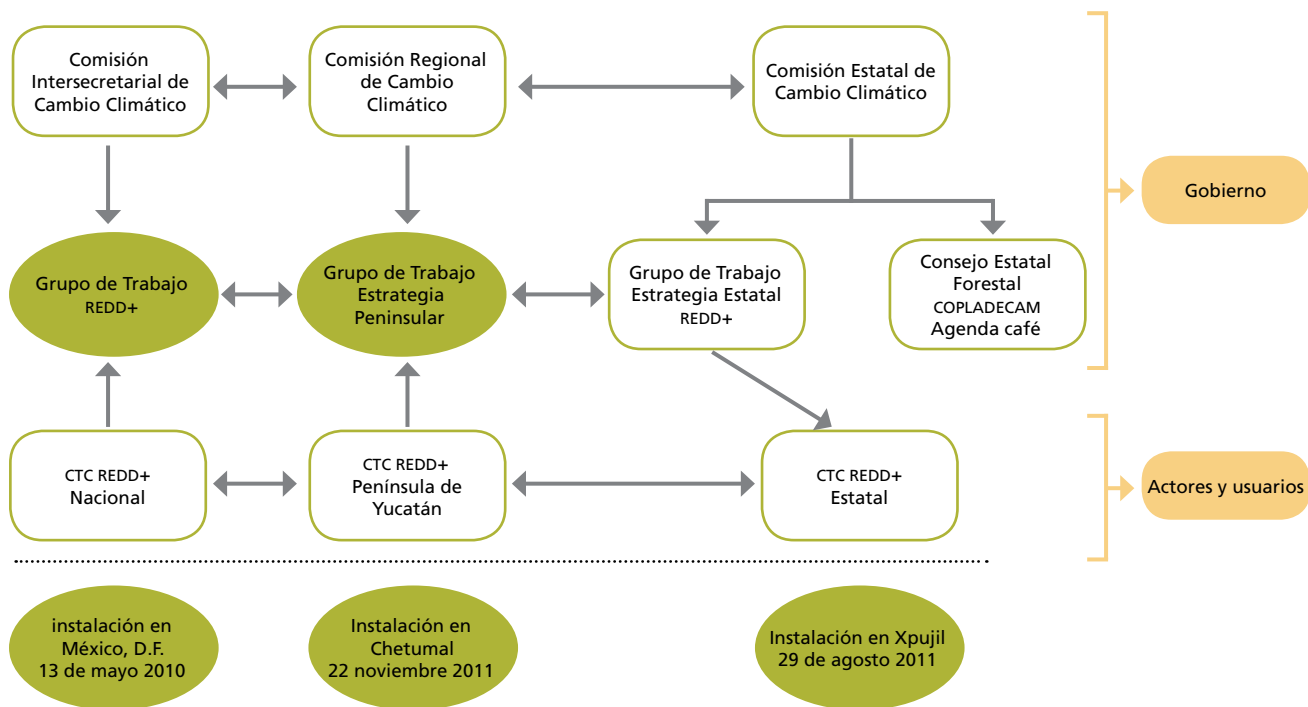 Comisión
Intersecretarial de
Cambio Climático
Comisión Regional
de Cambio
Climático
Comisión Estatal de
Cambio Climático
Gobierno
Grupo de Trabajo
REDD+
Grupo de Trabajo
Estrategia
Peninsular
Grupo de Trabajo
Estrategia Estatal
REDD+
Consejo Estatal
Forestal
COPLADECAM
Agenda café
CTC REDD+
Nacional
CTC REDD+
Península de
Yucatán
CTC REDD+
Estatal
Actores y usuarios
instalación en
México, D.F.
13 de mayo 2010
Instalación en
Chetumal
22 noviembre 2011
Instalación en Xpujil
29 de agosto 2011